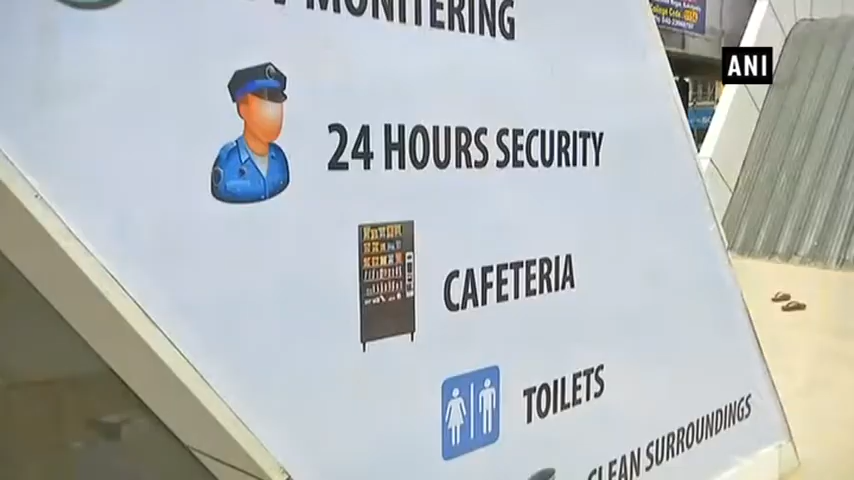 MONITERING
ANI
24 HOURS SECURITY
CAFETERIA
TOILETS
CLEAN SURROUNDINGS